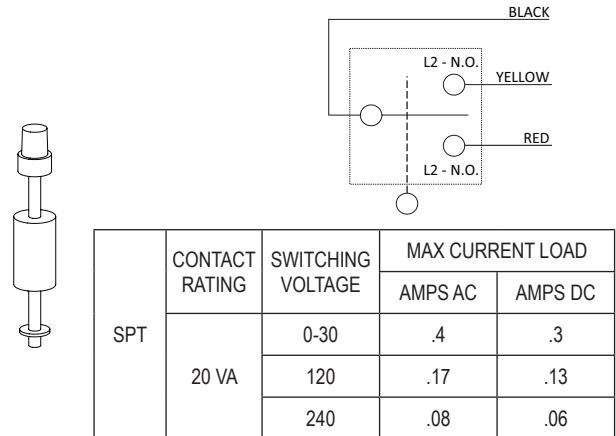 BLACK
L2 - N.O.
YELLOW
RED
L2 - N.O.
SPT
CONTACT RATING
SWITCHING VOLTAGE
MAX CURRENT LOAD
AMPS AC
AMPS DC
20 VA
0-30
.4
.3
120
.17
.13
240
.08
.06